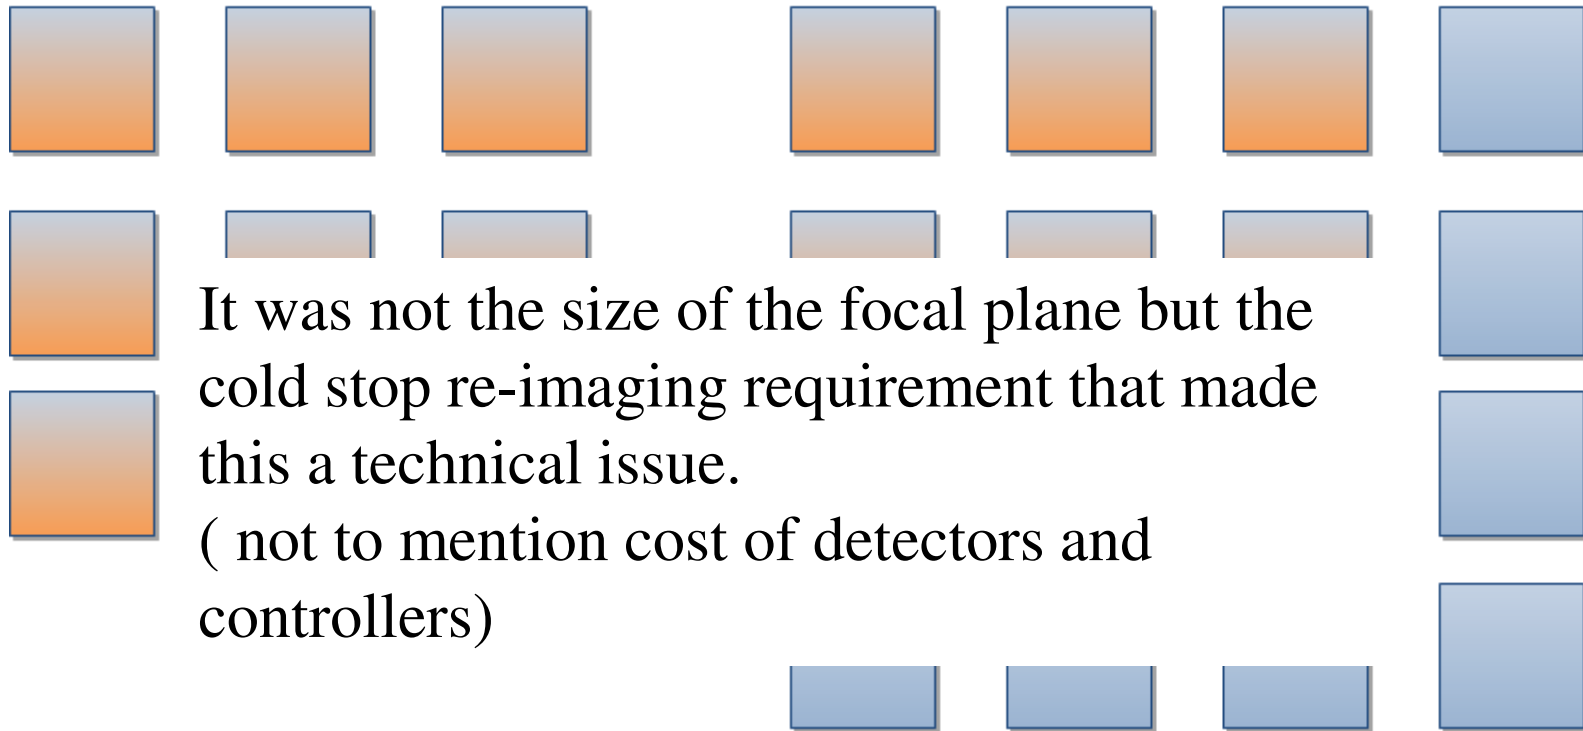 It was not the size of the focal plane but the
cold stop re-imaging requirement that made
this a technical issue.
( not to mention cost of detectors and
controllers)